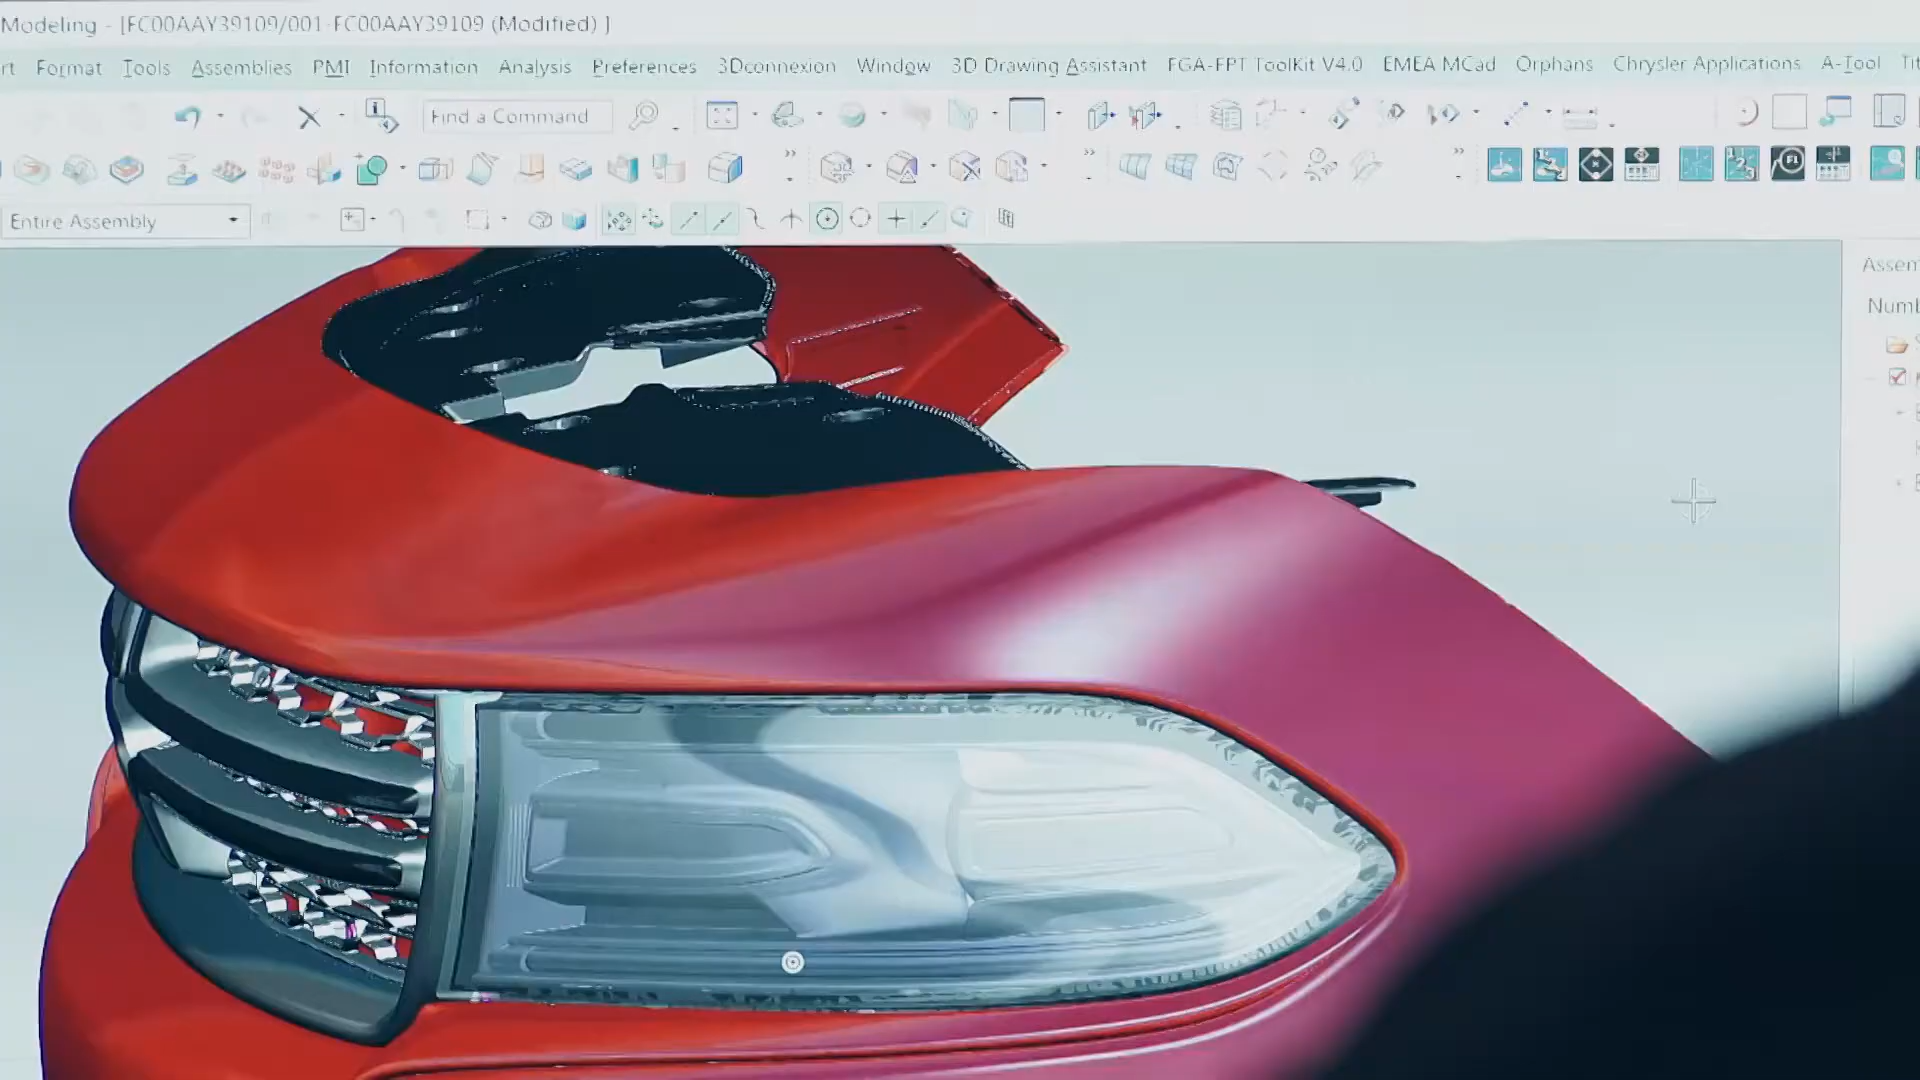 Modeling - [FC00AAY39109/001-FC00AAY39109 (Modified) ]
rt Format Tools Assemblies PMI Information Analysis Preferences 3Dconnexion Window 3D Drawing Assistant FGA-FPT ToolKit V4.0 EMEA MCad Orphans Chrysler Applications A-Tool Tit
Find a Command
Entire Assembly
Assem
Numb